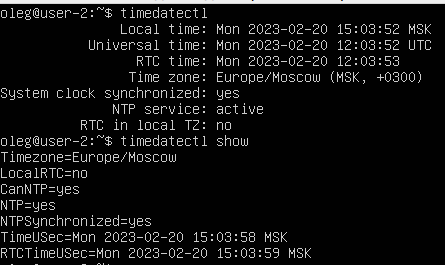 oleg@user-2:~$ timedatectl
Local time: Mon 2023-02-20 15:03:52 MSK
Universal time: Mon 2023-02-20 12:03:52 UTC
RTC time: Mon 2023-02-20 12:03:53
Time zone: Europe/Moscow (MSK, +0300)
System clock synchronized: yes
NTP service: active
RTC in local TZ: no
oleg@user-2:~$ timedatectl show
Timezone=Europe/Moscow
LocalRTC=no
CanNTP=yes
NTP=yes
NTPSynchronized=yes
TimeUSec=Mon 2023-02-20 15:03:58 MSK
RTCTimeUSec=Mon 2023-02-20 15:03:59 MSK